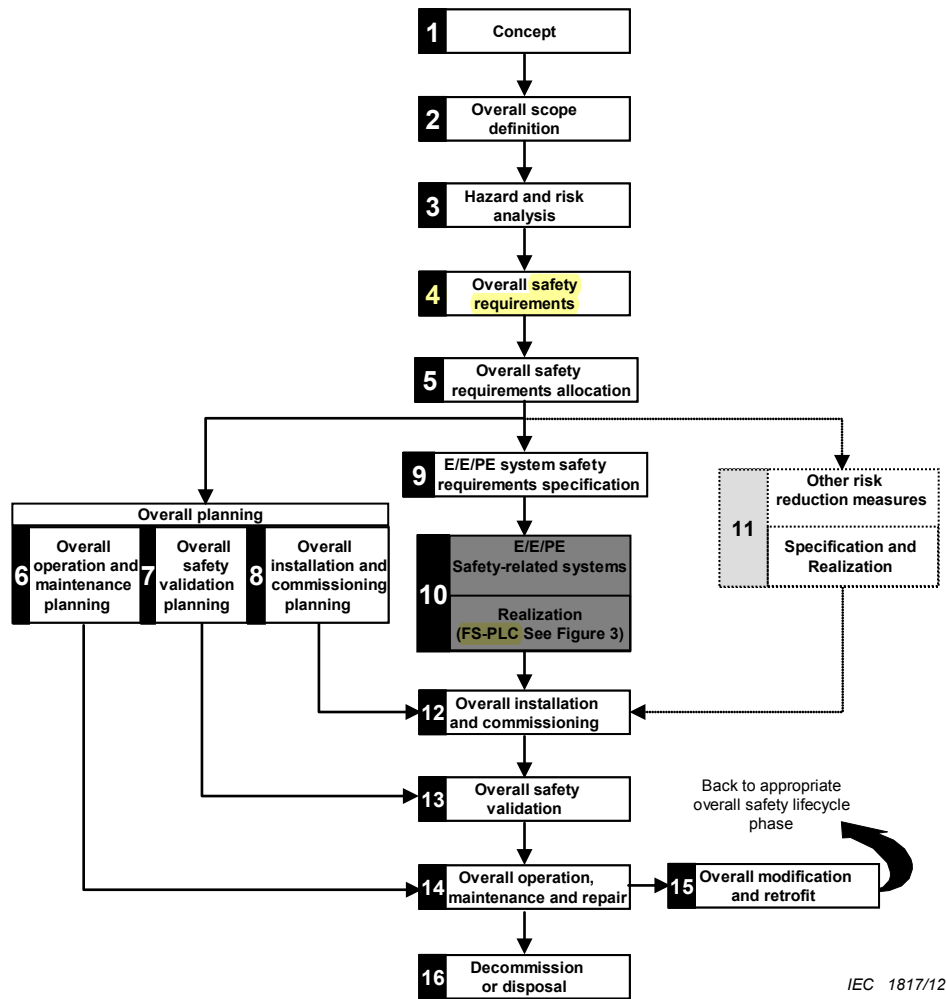 1
Concept
2
Overall scope
definition
3
Hazard and risk
analysis
4
Overall safety
requirements
5
Overall safety
requirements allocation
9
E/E/PE system safety
requirements specification
Overall planning
6
Overall
operation and
maintenance
planning
7
Overall
safety
validation
planning
8
Overall
installation and
commissioning
planning
10
E/E/PE
Safety-related systems
Realization
(FS-PLC See Figure 3)
11
Other risk
reduction measures
Specification and
Realization
12
Overall installation
and commissioning
13
Overall safety
validation
Back to appropriate
overall safety lifecycle
phase
14
Overall operation,
maintenance and repair
15
Overall modification
and retrofit
16
Decommission
or disposal
IEC 1817/12